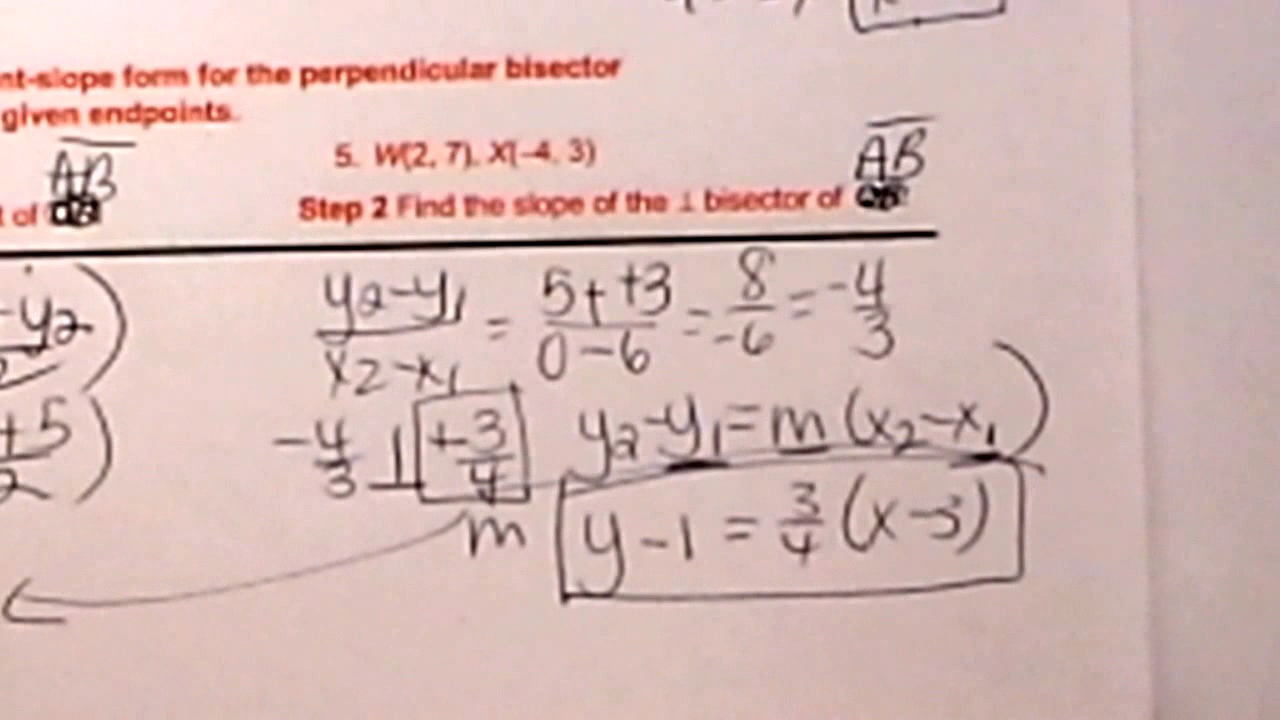 nt-slope form for the perpendicular bisector
given endpoints.
5. W(2, 7), X(-4, 3)
AB
AB
t of
Step 2 Find the slope of the ⊥ bisector of
-y2)
2
y2-y1 / x2-x1 = 5++3 / 0-6 = 8/-6 = -4/3
+5)
2
-4/3 ⊥ +3/4 y2-y1=m(x2-x1)
m y-1 = 3/4 (x-3)